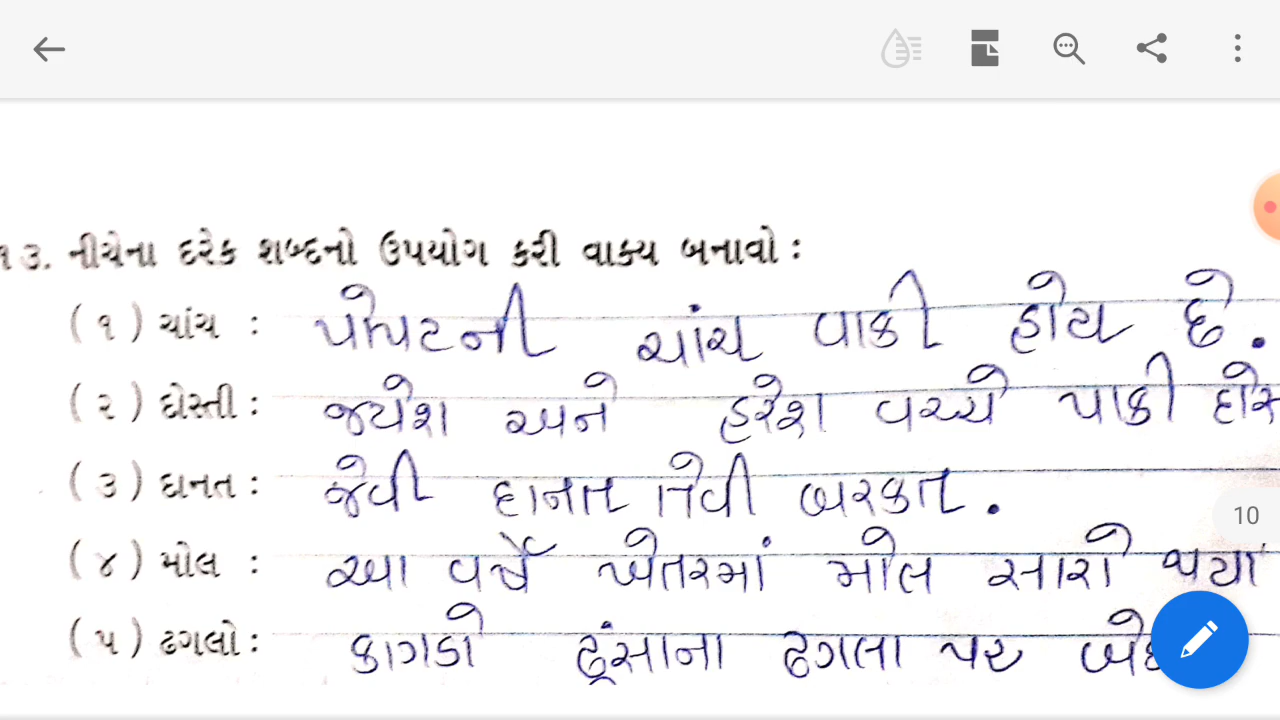 ૧૩. નીચેના દરેક શબ્દનો ઉપયોગ કરી વાક્ય બનાવો :
(૧) ચાંચ : પોપટની ચાંચ વાકી હોય છે.
(૨) દોસ્તી : જયેશ અને હરેશ વચ્ચે પાકી
(૩) દાનત : જેવી દાનત તેવી બરકત.
(૪) મોલ : આ વર્ષે ખેતરમાં મોલ સારો થયો
(૫) ઢગલો : કાગડો ઢૂંસાના ઢગલા પર
10